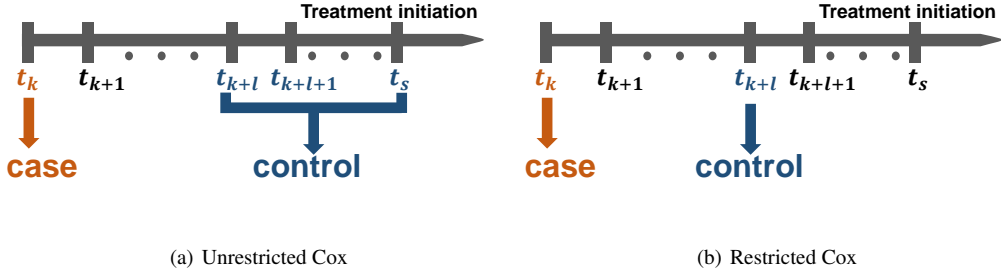 Treatment initiation
t_k t_{k+1} t_{k+l} t_{k+l+1} t_s
case control
(a) Unrestricted Cox
Treatment initiation
t_k t_{k+1} t_{k+l} t_{k+l+1} t_s
case control
(b) Restricted Cox